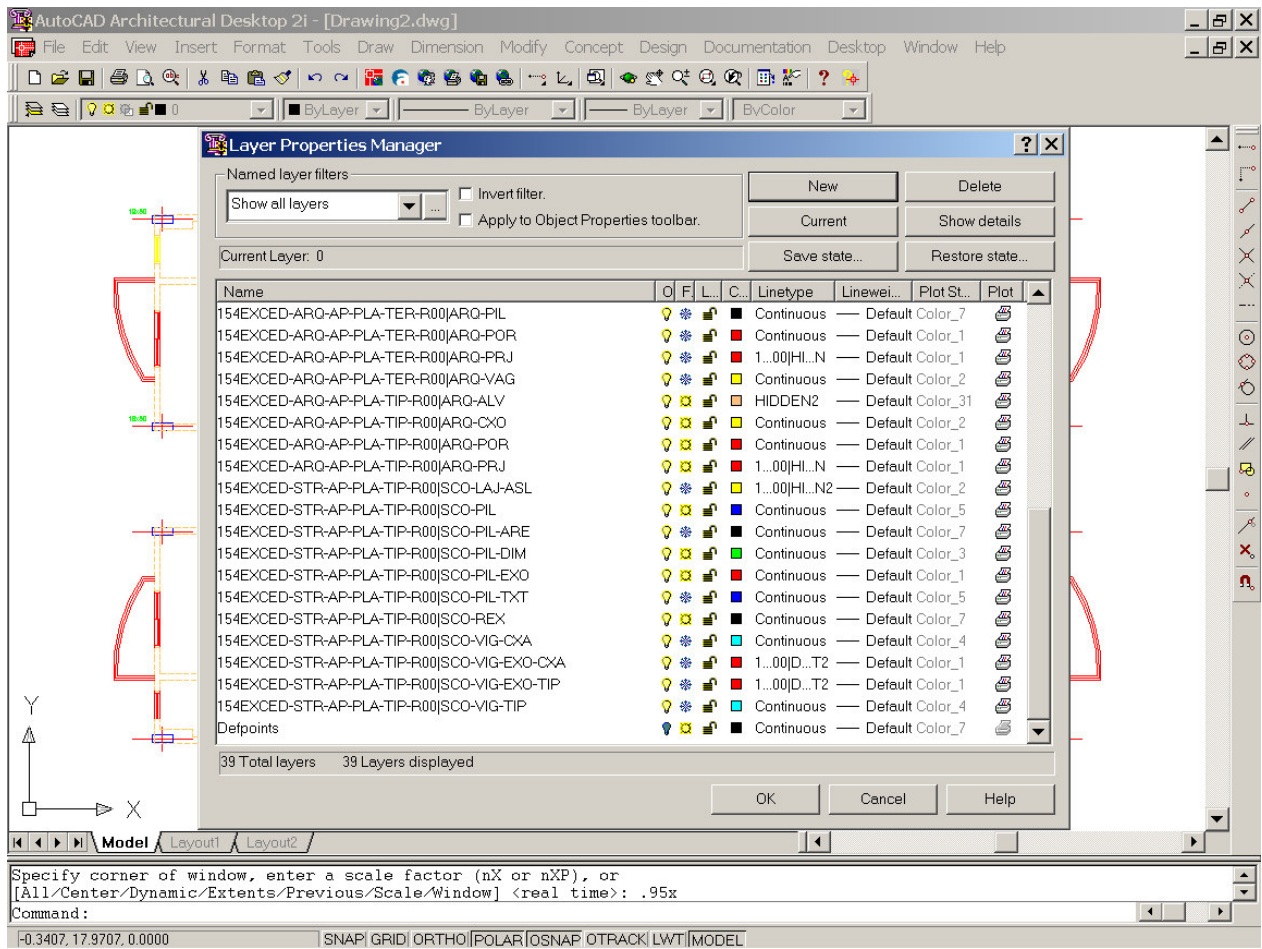 AutoCAD Architectural Desktop 2i - [Drawing2.dwg]
File Edit View Insert Format Tools Draw Dimension Modify Concept Design Documentation Desktop Window Help
0 ByLayer ByLayer ByLayer ByColor
Layer Properties Manager
Named layer filters
Show all layers ... Invert filter. Apply to Object Properties toolbar.
New Delete
Current Show details
Current Layer: 0 Save state... Restore state...
Name O F. L... C... Linetype Linewei... Plot St... Plot
154EXCED-ARQ-AP-PLA-TER-R00|ARQ-PIL Continuous Default Color_7
154EXCED-ARQ-AP-PLA-TER-R00|ARQ-POR Continuous Default Color_1
154EXCED-ARQ-AP-PLA-TER-R00|ARQ-PRJ 1...00|HI...N Default Color_1
154EXCED-ARQ-AP-PLA-TER-R00|ARQ-VAG Continuous Default Color_2
154EXCED-ARQ-AP-PLA-TIP-R00|ARQ-ALV HIDDEN2 Default Color_31
154EXCED-ARQ-AP-PLA-TIP-R00|ARQ-CXO Continuous Default Color_2
154EXCED-ARQ-AP-PLA-TIP-R00|ARQ-POR Continuous Default Color_1
154EXCED-ARQ-AP-PLA-TIP-R00|ARQ-PRJ 1...00|HI...N Default Color_1
154EXCED-STR-AP-PLA-TIP-R00|SCO-LAJ-ASL 1...00|HI...N2 Default Color_2
154EXCED-STR-AP-PLA-TIP-R00|SCO-PIL Continuous Default Color_5
154EXCED-STR-AP-PLA-TIP-R00|SCO-PIL-ARE Continuous Default Color_7
154EXCED-STR-AP-PLA-TIP-R00|SCO-PIL-DIM Continuous Default Color_3
154EXCED-STR-AP-PLA-TIP-R00|SCO-PIL-EXO Continuous Default Color_1
154EXCED-STR-AP-PLA-TIP-R00|SCO-PIL-TXT Continuous Default Color_5
154EXCED-STR-AP-PLA-TIP-R00|SCO-REX Continuous Default Color_7
154EXCED-STR-AP-PLA-TIP-R00|SCO-VIG-CXA Continuous Default Color_4
154EXCED-STR-AP-PLA-TIP-R00|SCO-VIG-EXO-CXA 1...00|D...T2 Default Color_1
154EXCED-STR-AP-PLA-TIP-R00|SCO-VIG-EXO-TIP 1...00|D...T2 Default Color_1
154EXCED-STR-AP-PLA-TIP-R00|SCO-VIG-TIP Continuous Default Color_4
Defpoints Continuous Default Color_7
39 Total layers 39 Layers displayed
OK Cancel Help
Y
X
Model Layout1 Layout2
Specify corner of window, enter a scale factor (nX or nXP), or
[All/Center/Dynamic/Extents/Previous/Scale/Window] <real time>: .95x
Command:
-0.3407, 17.9707, 0.0000 SNAP GRID ORTHO POLAR OSNAP OTRACK LWT MODEL